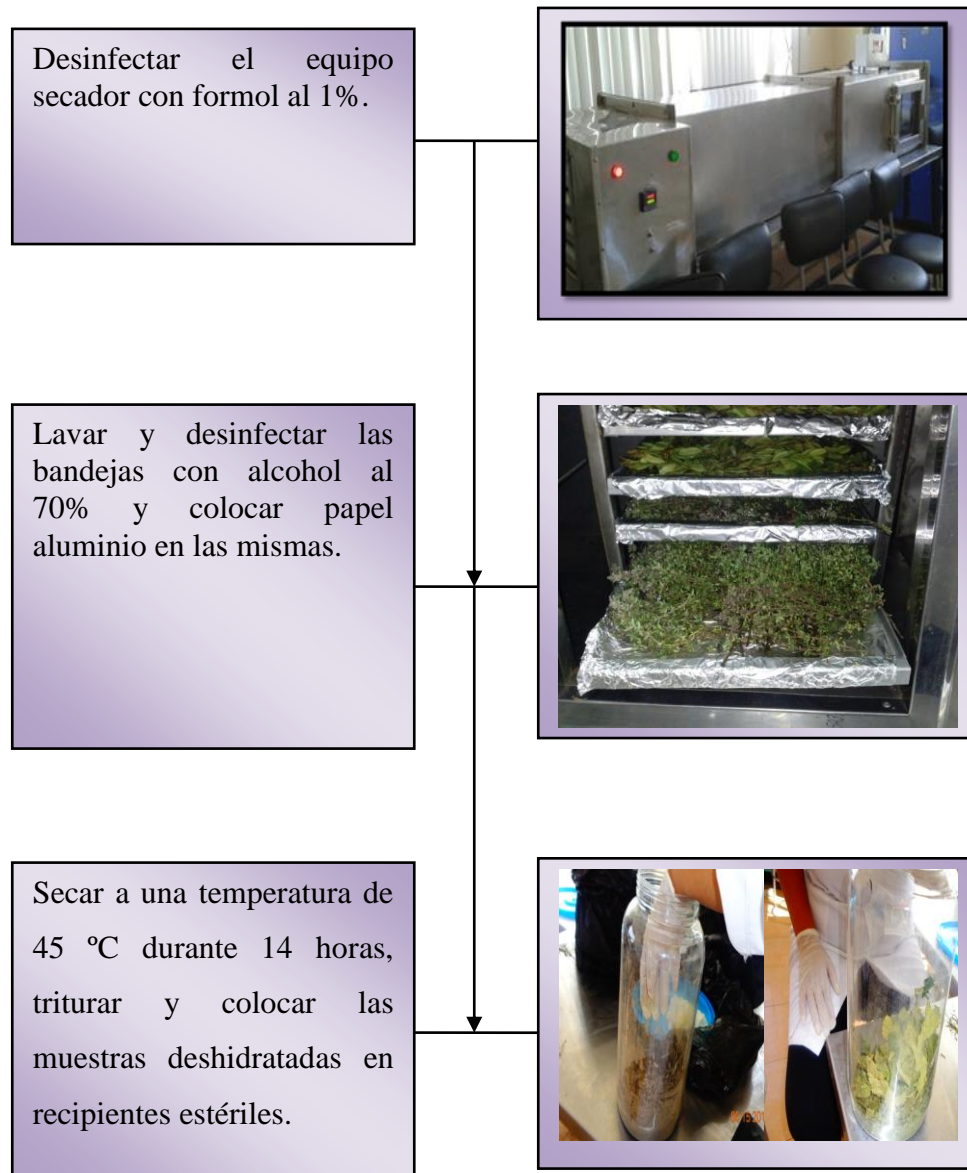 Desinfectar el equipo
secador con formol al 1%.
Lavar y desinfectar las
bandejas con alcohol al
70% y colocar papel
aluminio en las mismas.
Secar a una temperatura de
45 ºC durante 14 horas,
triturar y colocar las
muestras deshidratadas en
recipientes estériles.